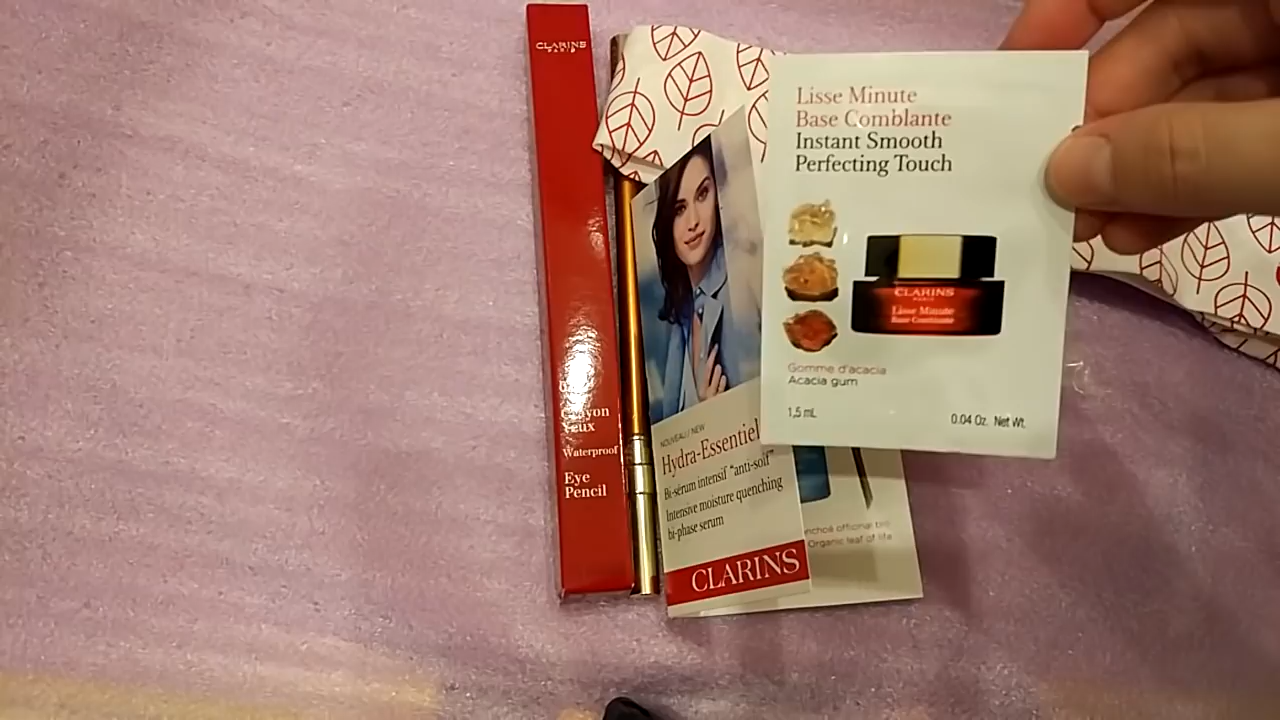 CLARINS
PARIS
Crayon
Yeux
Waterproof
Eye
Pencil
NOUVEAU / NEW
Hydra-Essentiel
Bi-sérum intensif "anti-soif"
Intensive moisture quenching
bi-phase serum
CLARINS
Lisse Minute
Base Comblante
Instant Smooth
Perfecting Touch
CLARINS
PARIS
Lisse Minute
Base Comblante
Gomme d'acacia
Acacia gum
1,5 mL
0.04 Oz. Net Wt.
Organic leaf of life